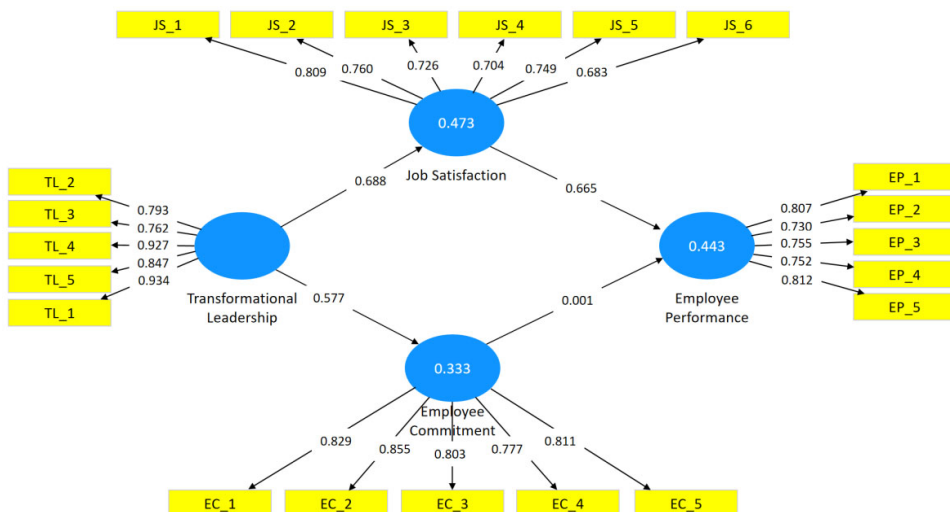 JS_1 JS_2 JS_3 JS_4 JS_5 JS_6
0.809 0.760 0.726 0.704 0.749 0.683
0.473
Job Satisfaction
0.688 0.665
TL_2
TL_3
TL_4
TL_5
TL_1
0.793
0.762
0.927
0.847
0.934
Transformational
Leadership
0.577 0.001
0.443
Employee
Performance
0.807
0.730
0.755
0.752
0.812
EP_1
EP_2
EP_3
EP_4
EP_5
0.333
Employee
Commitment
0.829 0.855 0.803 0.777 0.811
EC_1 EC_2 EC_3 EC_4 EC_5